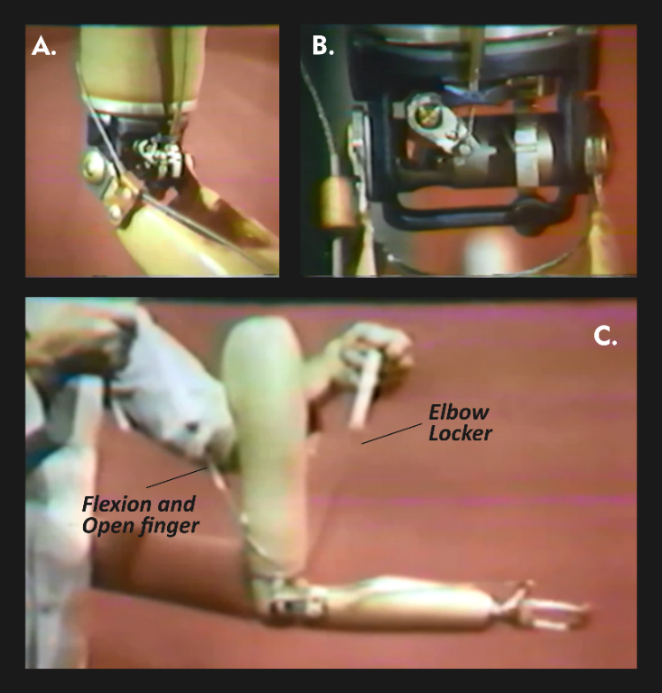 A.
B.
C.
Elbow
Locker
Flexion and
Open finger